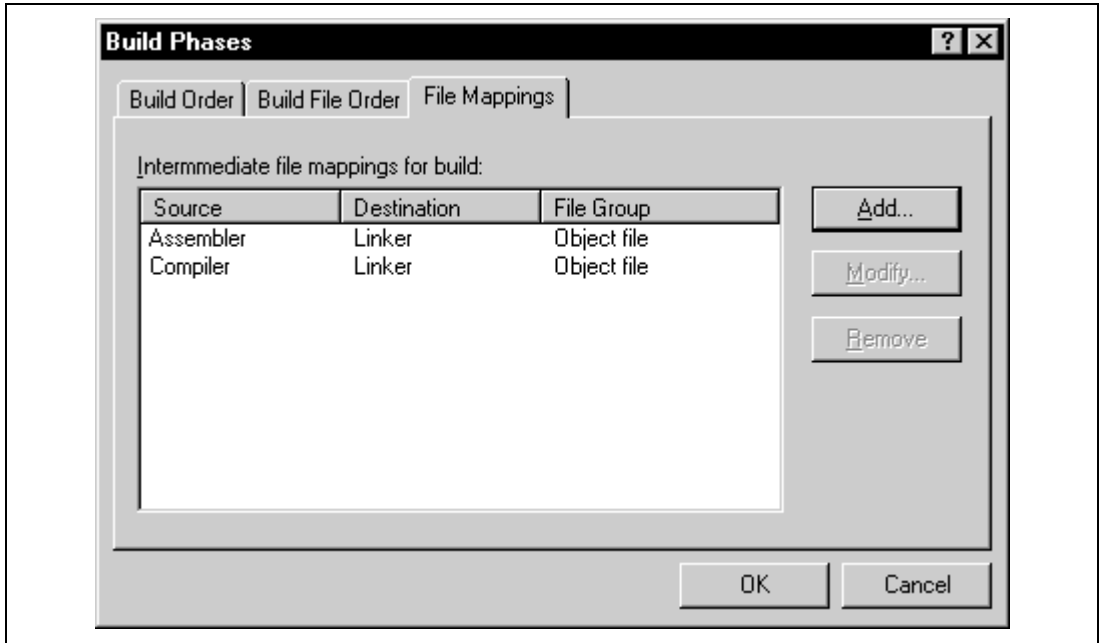 Build Phases
Build Order Build File Order File Mappings
Intermmediate file mappings for build:
Source Destination File Group
Assembler Linker Object file
Compiler Linker Object file
Add...
Modify...
Remove
OK Cancel